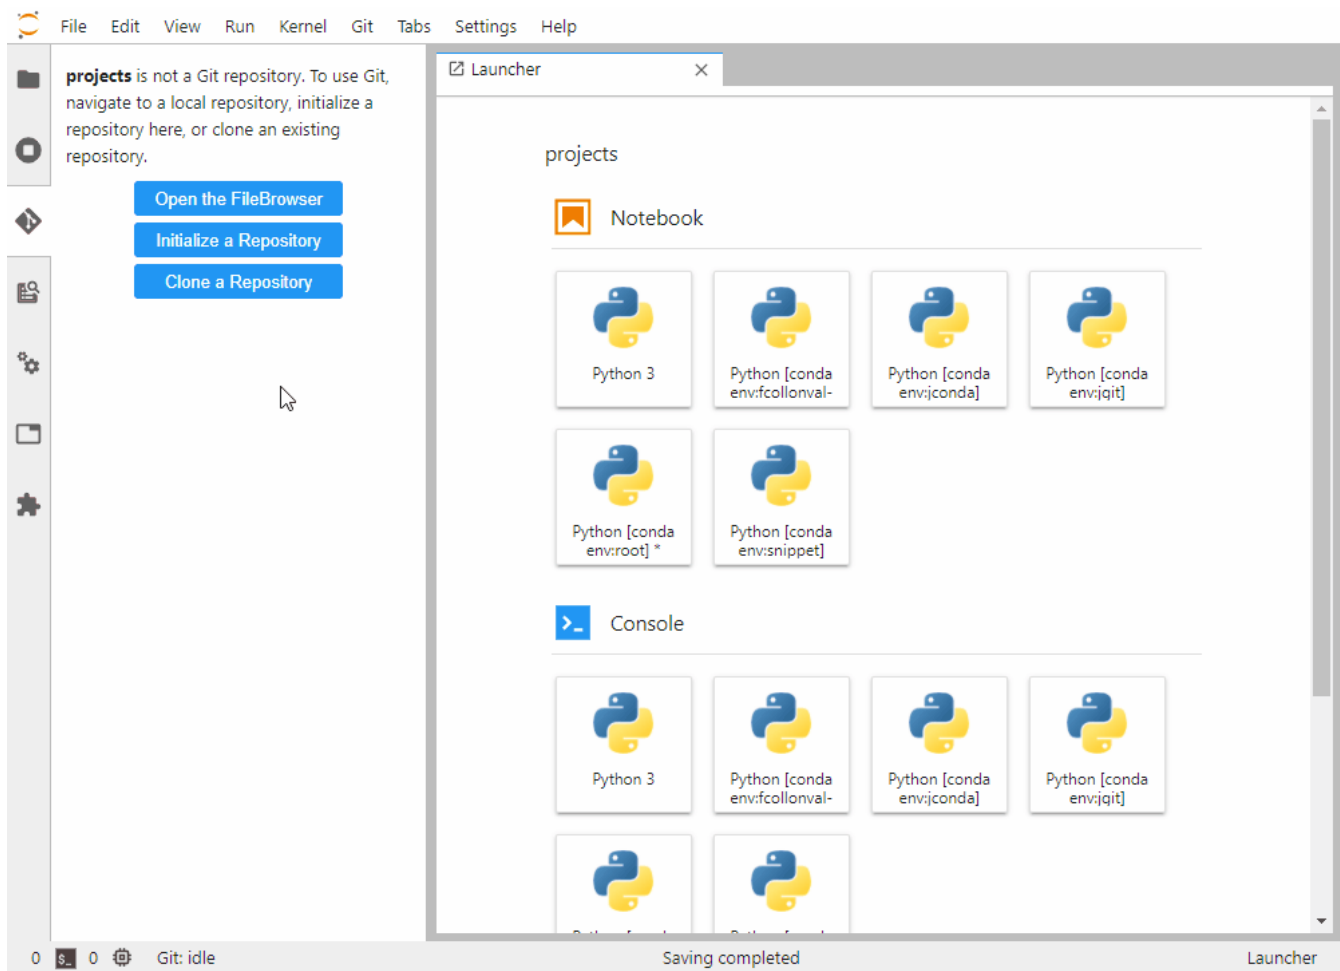 File Edit View Run Kernel Git Tabs Settings Help
projects is not a Git repository. To use Git,
navigate to a local repository, initialize a
repository here, or clone an existing
repository.
Open the FileBrowser
Initialize a Repository
Clone a Repository
Launcher
projects
Notebook
Python 3
Python [conda
env:fcollonval-
Python [conda
env:jconda]
Python [conda
env:jgit]
Python [conda
env:root] *
Python [conda
env:snippet]
Console
>_
Python 3
Python [conda
env:fcollonval-
Python [conda
env:jconda]
Python [conda
env:jgit]
0 $_ 0 Git: idle Saving completed Launcher